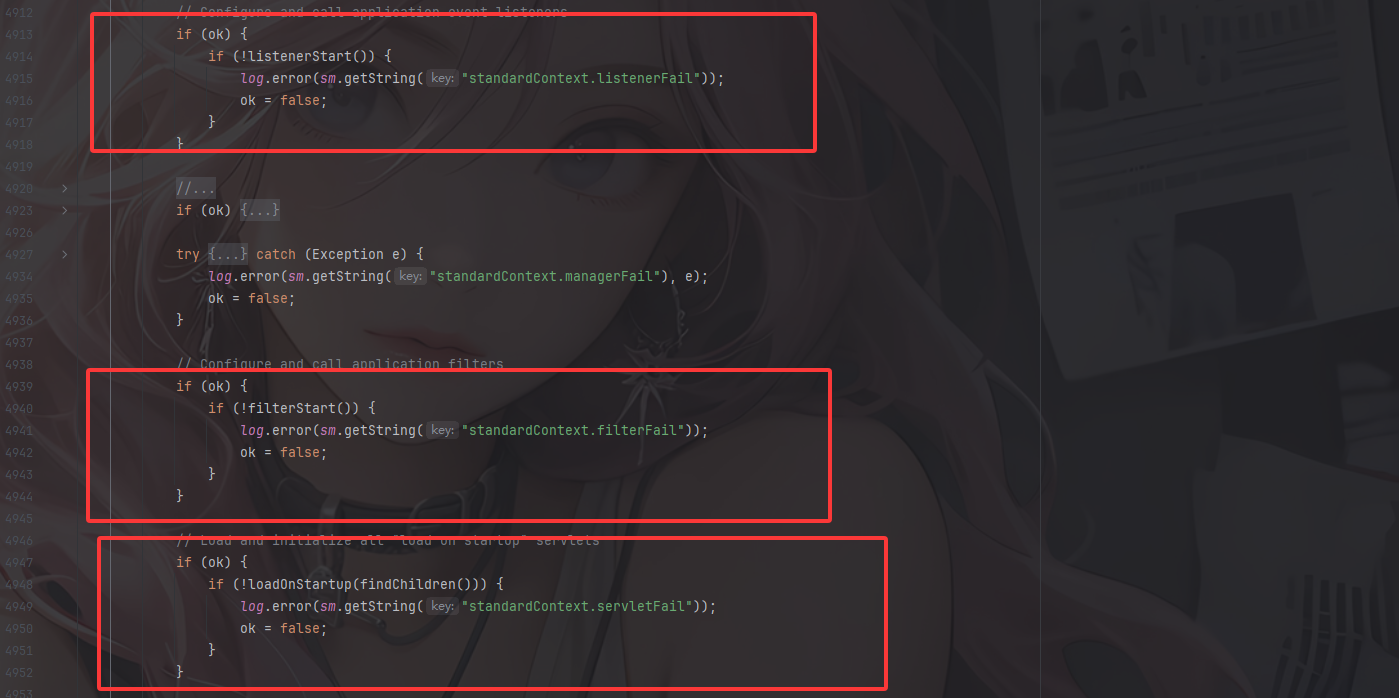 4912 // Configure and call application event listeners
4913 if (ok) {
4914 if (!listenerStart()) {
4915 log.error(sm.getString( key: "standardContext.listenerFail"));
4916 ok = false;
4917 }
4918 }
4919
4920 //...
4923 if (ok) {...}
4926
4927 try {...} catch (Exception e) {
4934 log.error(sm.getString( key: "standardContext.managerFail"), e);
4935 ok = false;
4936 }
4937
4938 // Configure and call application filters
4939 if (ok) {
4940 if (!filterStart()) {
4941 log.error(sm.getString( key: "standardContext.filterFail"));
4942 ok = false;
4943 }
4944 }
4945
4946 // Load and initialize all "load on startup" servlets
4947 if (ok) {
4948 if (!loadOnStartup(findChildren())) {
4949 log.error(sm.getString( key: "standardContext.servletFail"));
4950 ok = false;
4951 }
4952 }
4953